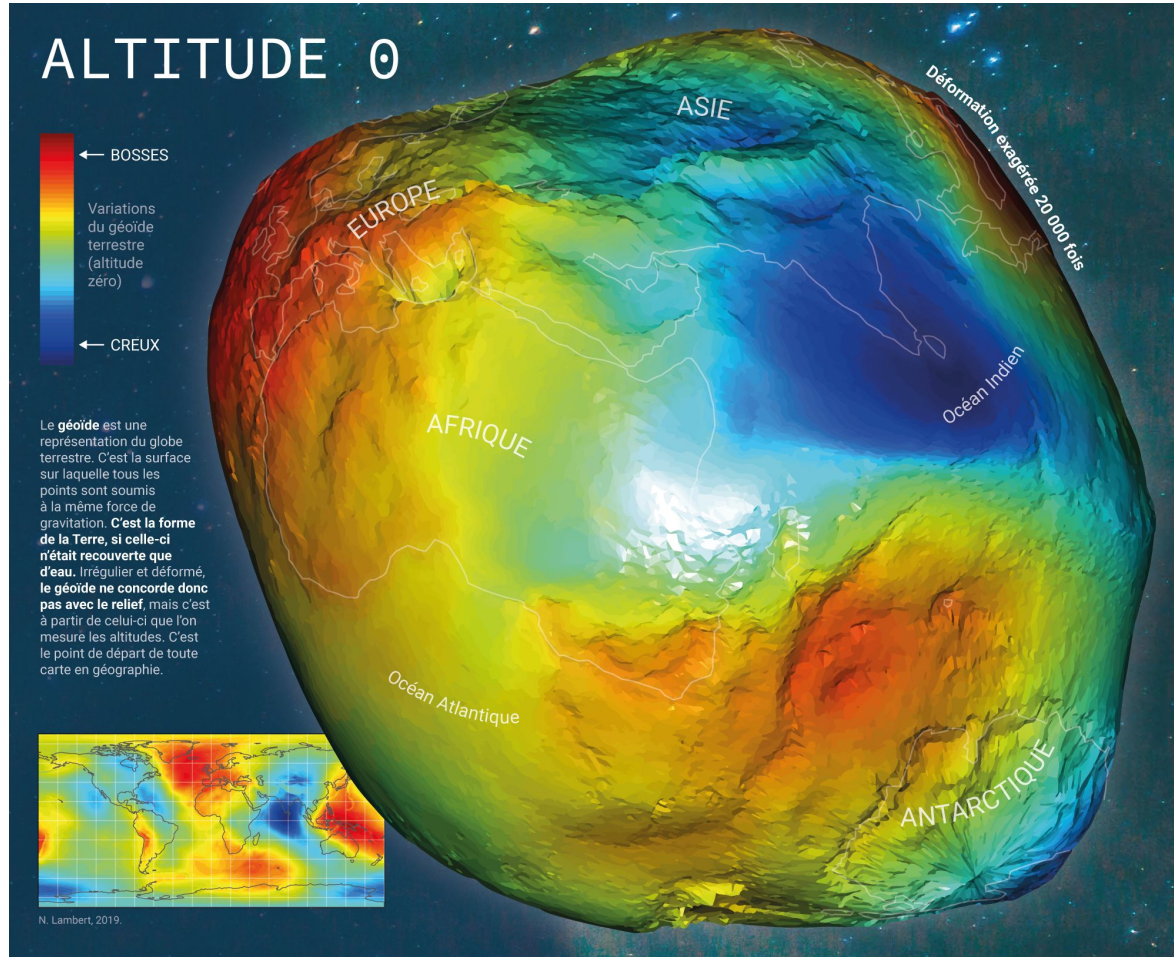 ALTITUDE 0
BOSSES
Variations
du géoïde
terrestre
(altitude
zéro)
CREUX
Le géoïde est une
représentation du globe
terrestre. C'est la surface
sur laquelle tous les
points sont soumis
à la même force de
gravitation. C'est la forme
de la Terre, si celle-ci
n'était recouverte que
d'eau. Irrégulier et déformé,
le géoïde ne concorde donc
pas avec le relief, mais c'est
à partir de celui-ci que l'on
mesure les altitudes. C'est
le point de départ de toute
carte en géographie.
N. Lambert, 2019.
Déformation éxagérée 20 000 fois
ASIE
EUROPE
AFRIQUE
Océan Indien
Océan Atlantique
ANTARCTIQUE